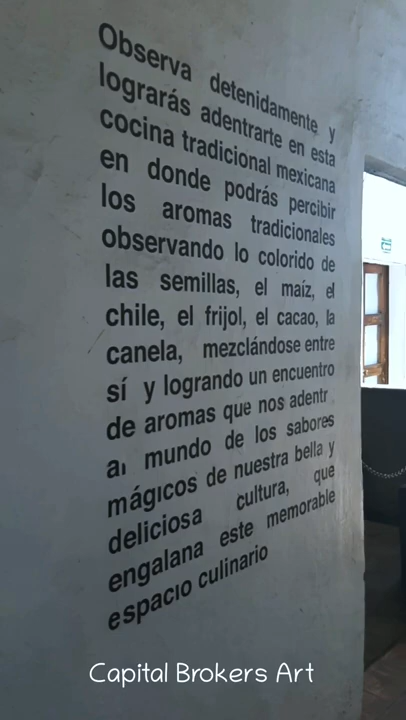 Observa detenidamente y
lograrás adentrarte en esta
cocina tradicional mexicana
en donde podrás percibir
los aromas tradicionales
observando lo colorido de
las semillas, el maíz, el
chile, el frijol, el cacao, la
canela, mezclándose entre
sí y logrando un encuentro
de aromas que nos adentr
al mundo de los sabores
mágicos de nuestra bella y
deliciosa cultura, que
engalana este memorable
espacio culinario
Capital Brokers Art